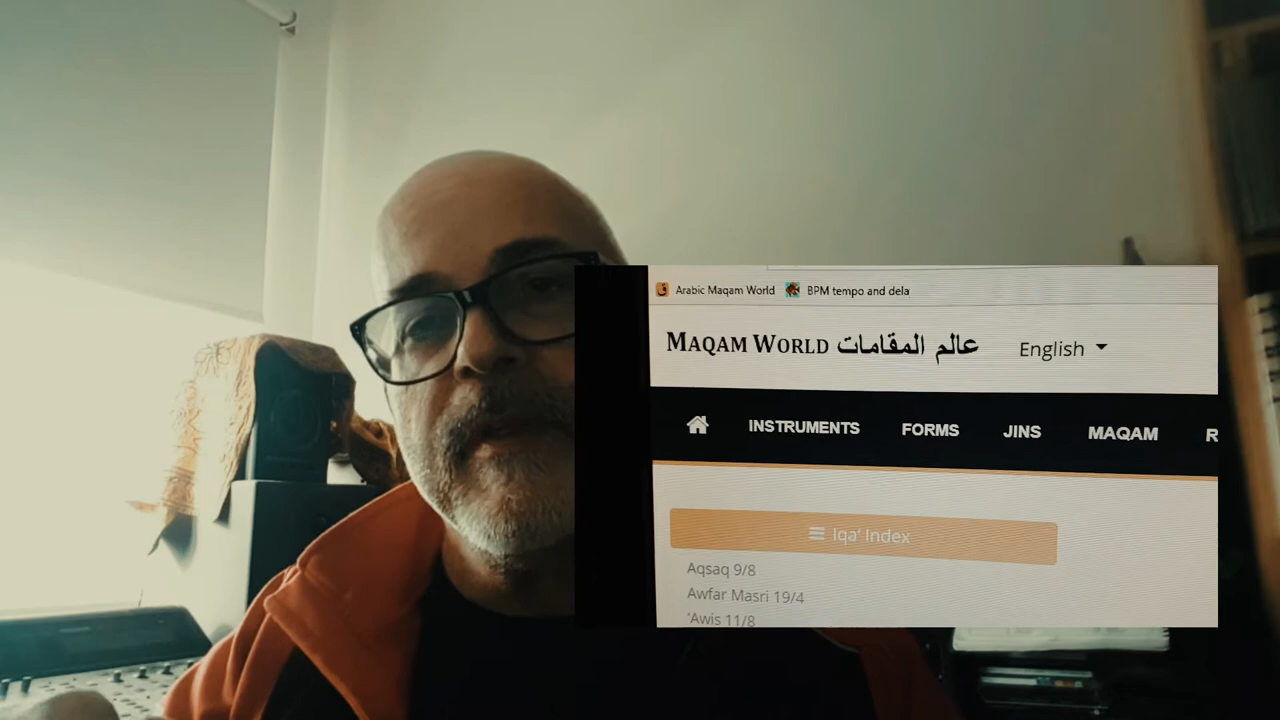 Arabic Maqam World BPM tempo and dela
MAQAM WORLD عالم المقامات English
INSTRUMENTS FORMS JINS MAQAM R
Iqa' Index
Aqsaq 9/8
Awfar Masri 19/4
'Awis 11/8